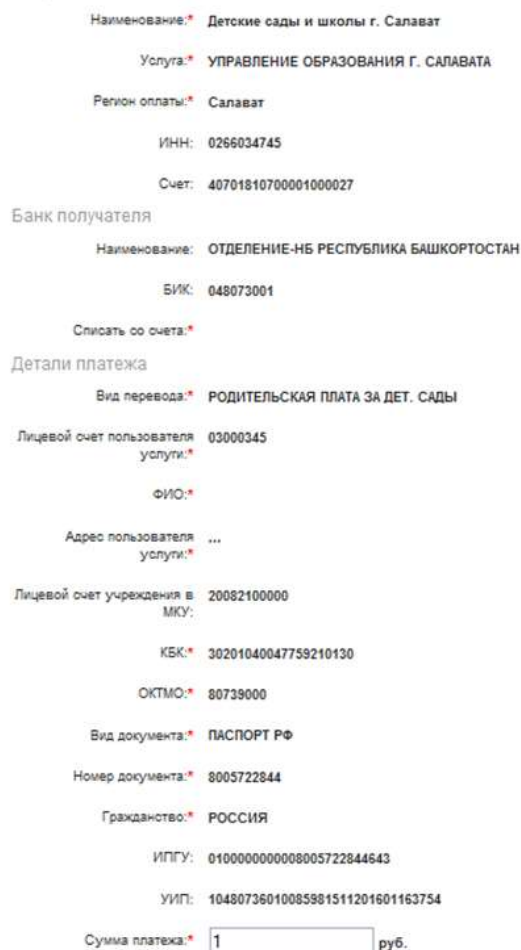 Наименование:* Детские сады и школы г. Салават
Услуга:* УПРАВЛЕНИЕ ОБРАЗОВАНИЯ Г. САЛАВАТА
Регион оплаты:* Салават
ИНН: 0266034745
Счет: 40701810700001000027
Банк получателя
Наименование: ОТДЕЛЕНИЕ-НБ РЕСПУБЛИКА БАШКОРТОСТАН
БИК: 048073001
Списать со счета:*
Детали платежа
Вид перевода:* РОДИТЕЛЬСКАЯ ПЛАТА ЗА ДЕТ. САДЫ
Лицевой счет пользователя 03000345
услуги:*
ФИО:*
Адрес пользователя ...
услуги:*
Лицевой счет учреждения в 20082100000
МКУ:
КБК:* 30201040047759210130
ОКТМО:* 80739000
Вид документа:* ПАСПОРТ РФ
Номер документа:* 8005722844
Гражданство:* РОССИЯ
ИПГУ: 0100000000008005722844643
УИП: 10480736010085981511201601163754
Сумма платежа:* 1 руб.